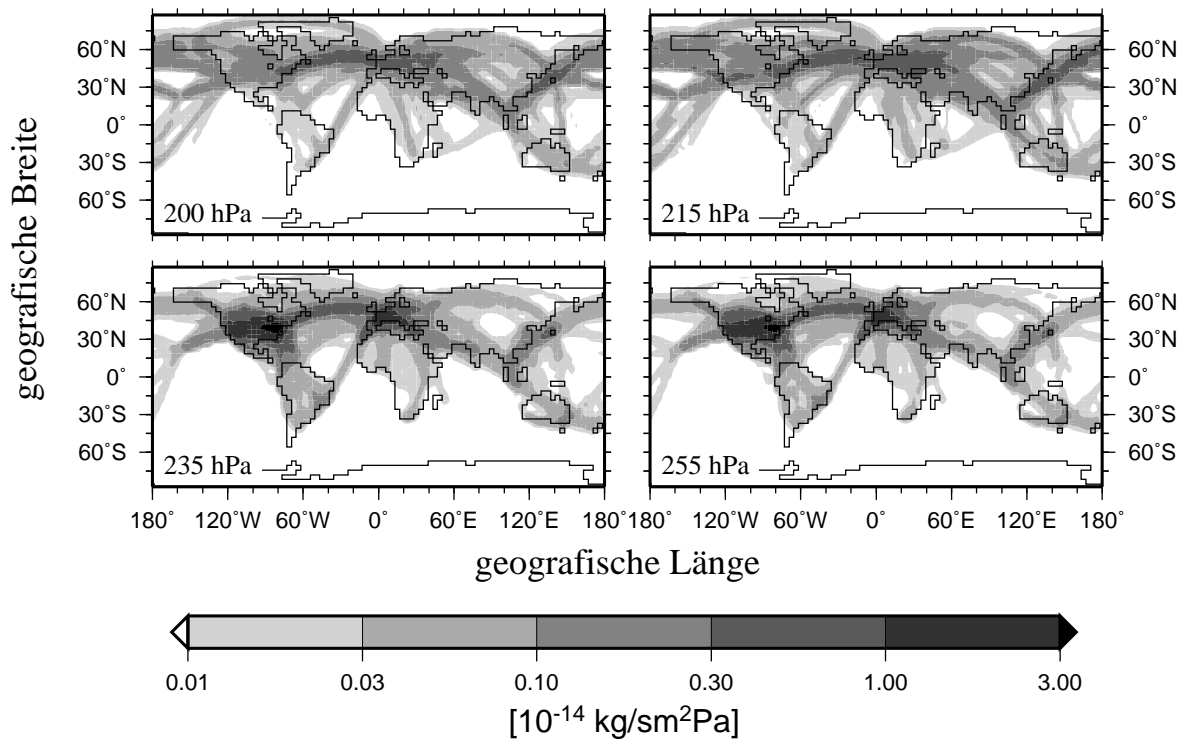 60˚N
30˚N
0˚
30˚S
60˚S
200 hPa
215 hPa
60˚N
30˚N
0˚
30˚S
60˚S
60˚N
30˚N
0˚
30˚S
60˚S
235 hPa
255 hPa
60˚N
30˚N
0˚
30˚S
60˚S
geografische Breite
180˚ 120˚W 60˚W 0˚ 60˚E 120˚E 180˚ 120˚W 60˚W 0˚ 60˚E 120˚E 180˚
geografische Länge
0.01 0.03 0.10 0.30 1.00 3.00
[10⁻¹⁴ kg/sm²Pa]